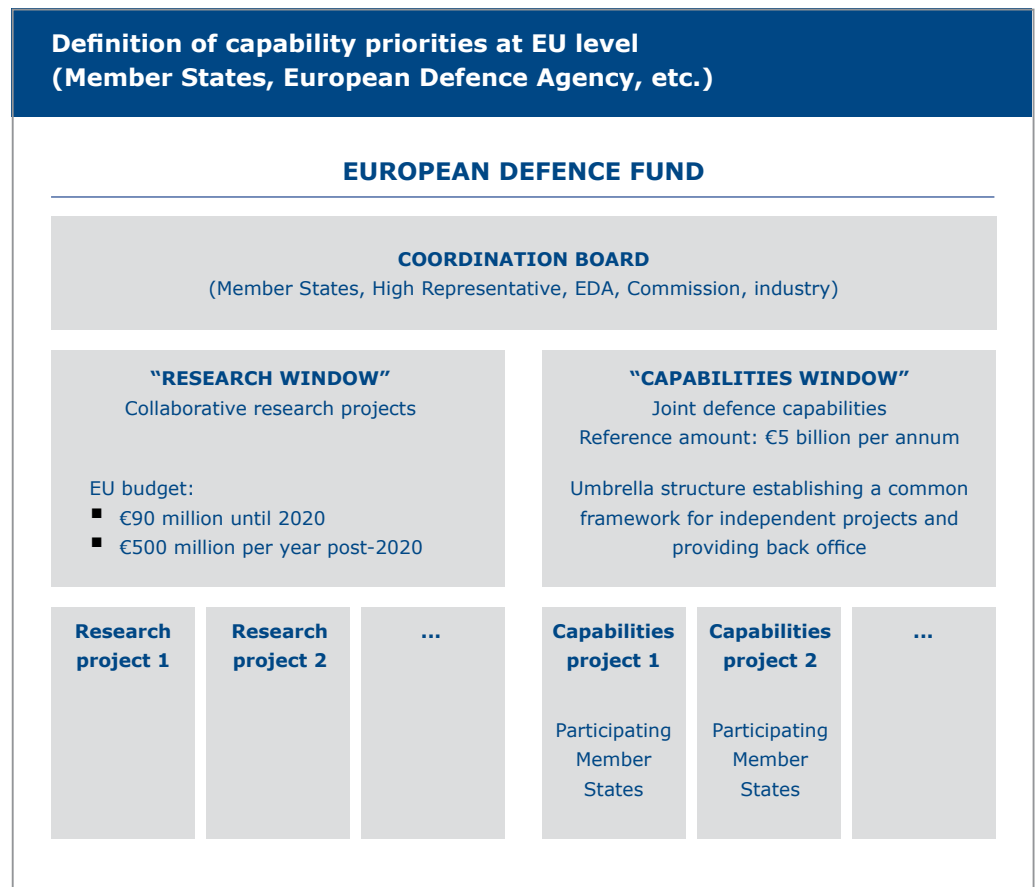 Definition of capability priorities at EU level
(Member States, European Defence Agency, etc.)
EUROPEAN DEFENCE FUND
COORDINATION BOARD
(Member States, High Representative, EDA, Commission, industry)
“RESEARCH WINDOW”
Collaborative research projects
EU budget:
▪ €90 million until 2020
▪ €500 million per year post-2020
“CAPABILITIES WINDOW”
Joint defence capabilities
Reference amount: €5 billion per annum
Umbrella structure establishing a common
framework for independent projects and
providing back office
Research
project 1
Research
project 2
...
Capabilities
project 1
Participating
Member
States
Capabilities
project 2
Participating
Member
States
...